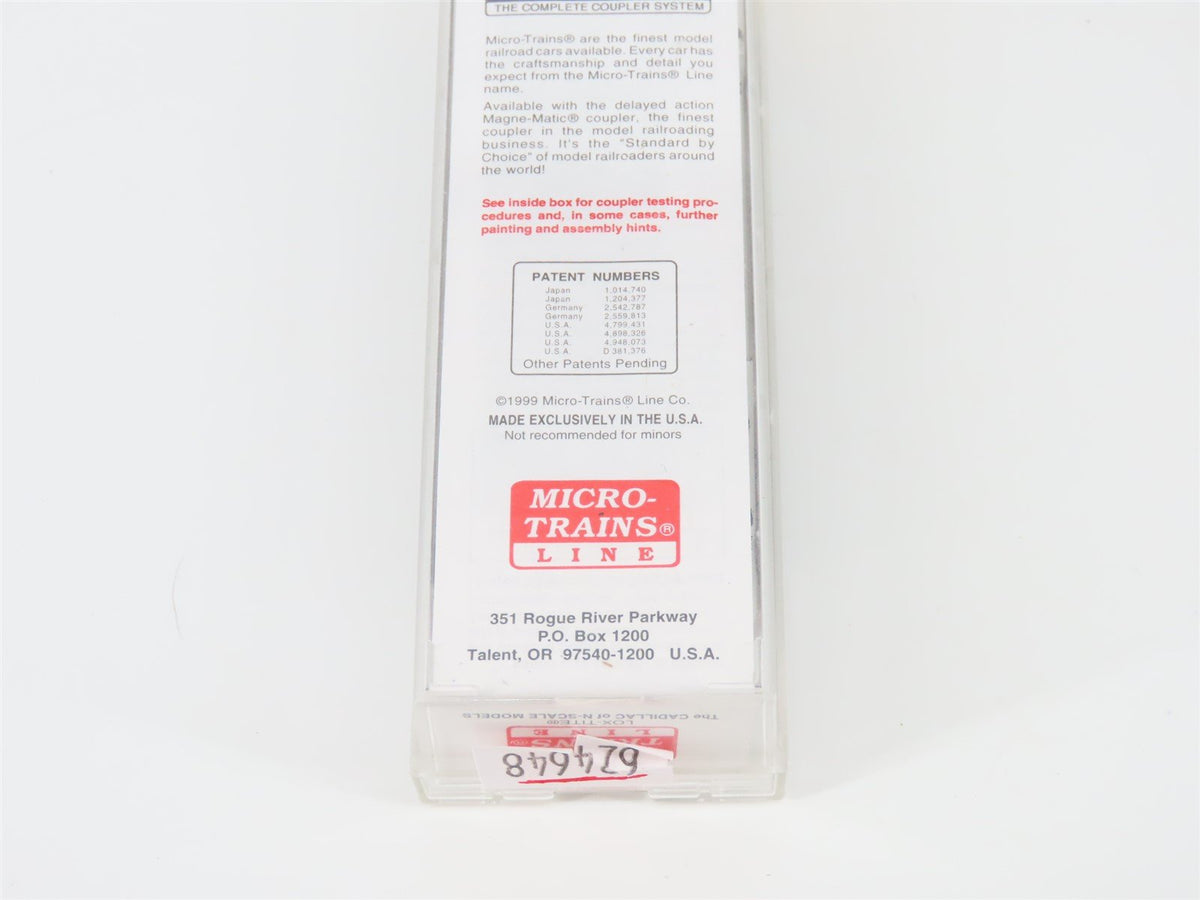 THE COMPLETE COUPLER SYSTEM
Micro-Trains® are the finest model
railroad cars available. Every car has
the craftsmanship and detail you
expect from the Micro-Trains® Line
name.
Available with the delayed action
Magne-Matic® coupler, the finest
coupler in the model railroading
business. It's the "Standard by
Choice" of model railroaders around
the world!
See inside box for coupler testing pro-
cedures and, in some cases, further
painting and assembly hints.
PATENT NUMBERS
Japan 1,014,740
Japan 1,204,377
Germany 2,542,787
Germany 2,559,813
U.S.A. 4,799,431
U.S.A. 4,898,326
U.S.A. 4,948,073
U.S.A. D 381,376
Other Patents Pending
©1999 Micro-Trains® Line Co.
MADE EXCLUSIVELY IN THE U.S.A.
Not recommended for minors
MICRO-
TRAINS®
LINE
351 Rogue River Parkway
P.O. Box 1200
Talent, OR 97540-1200 U.S.A.
624648
TRAINS®
LINE
LOX-TITE®
The CADILLAC of N-SCALE MODELS